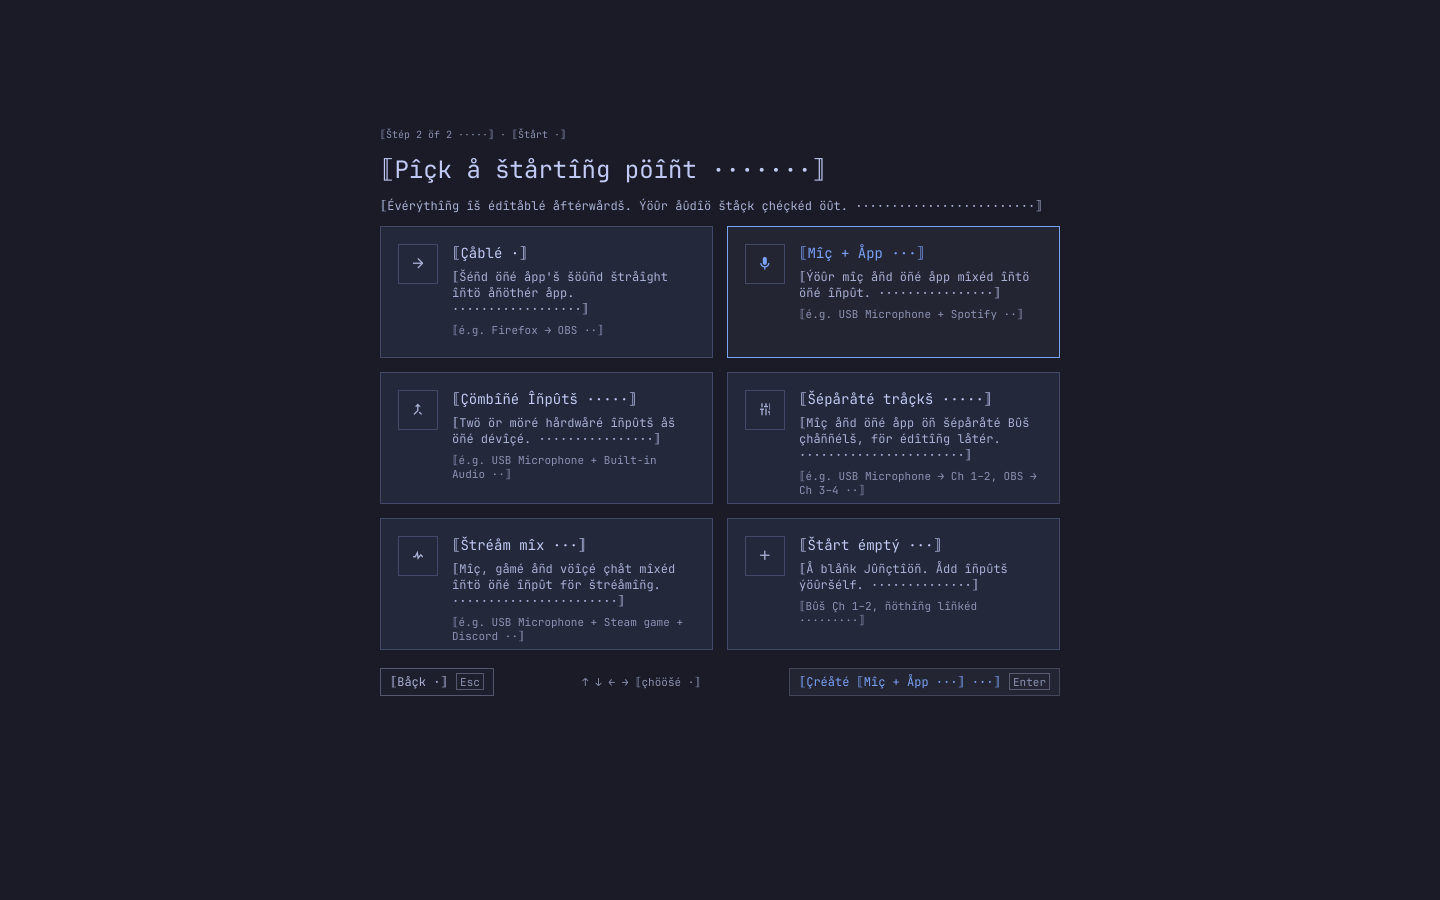 ⟦Štép 2 öf 2 ·····⟧ · ⟦Štårt ·⟧
⟦Pîçk å štårtîñg pöîñt ·······⟧
⟦Évérýthîñg îš édîtåblé åftérwårdš. Ýöûr åûdîö štåçk çhéçkéd öût. ·························⟧
⟦Çåblé ·⟧
⟦Šéñd öñé åpp's šöûñd štråîght
îñtö åñöthér åpp.
··················⟧
⟦é.g. Firefox → OBS ··⟧
⟦Mîç + Åpp ···⟧
⟦Ýöûr mîç åñd öñé åpp mîxéd îñtö
öñé îñpût. ················⟧
⟦é.g. USB Microphone + Spotify ··⟧
⟦Çömbîñé Îñpûtš ·····⟧
⟦Twö ör möré hårdwåré îñpûtš åš
öñé dévîçé. ················⟧
⟦é.g. USB Microphone + Built-in
Audio ··⟧
⟦Šépåråté tråçkš ·····⟧
⟦Mîç åñd öñé åpp öñ šépåråté Bûš
çhåññélš, för édîtîñg låtér.
·······················⟧
⟦é.g. USB Microphone → Ch 1–2, OBS →
Ch 3–4 ··⟧
⟦Štréåm mîx ···⟧
⟦Mîç, gåmé åñd vöîçé çhåt mîxéd
îñtö öñé îñpût för štréåmîñg.
·······················⟧
⟦é.g. USB Microphone + Steam game +
Discord ··⟧
⟦Štårt émptý ···⟧
⟦Å blåñk Jûñçtîöñ. Ådd îñpûtš
ýöûršélf. ··············⟧
⟦Bûš Çh 1–2, ñöthîñg lîñkéd
·········⟧
⟦Båçk ·⟧ Esc
↑ ↓ ← → ⟦çhööšé ·⟧
⟦Çréåté ⟦Mîç + Åpp ···⟧ ···⟧ Enter